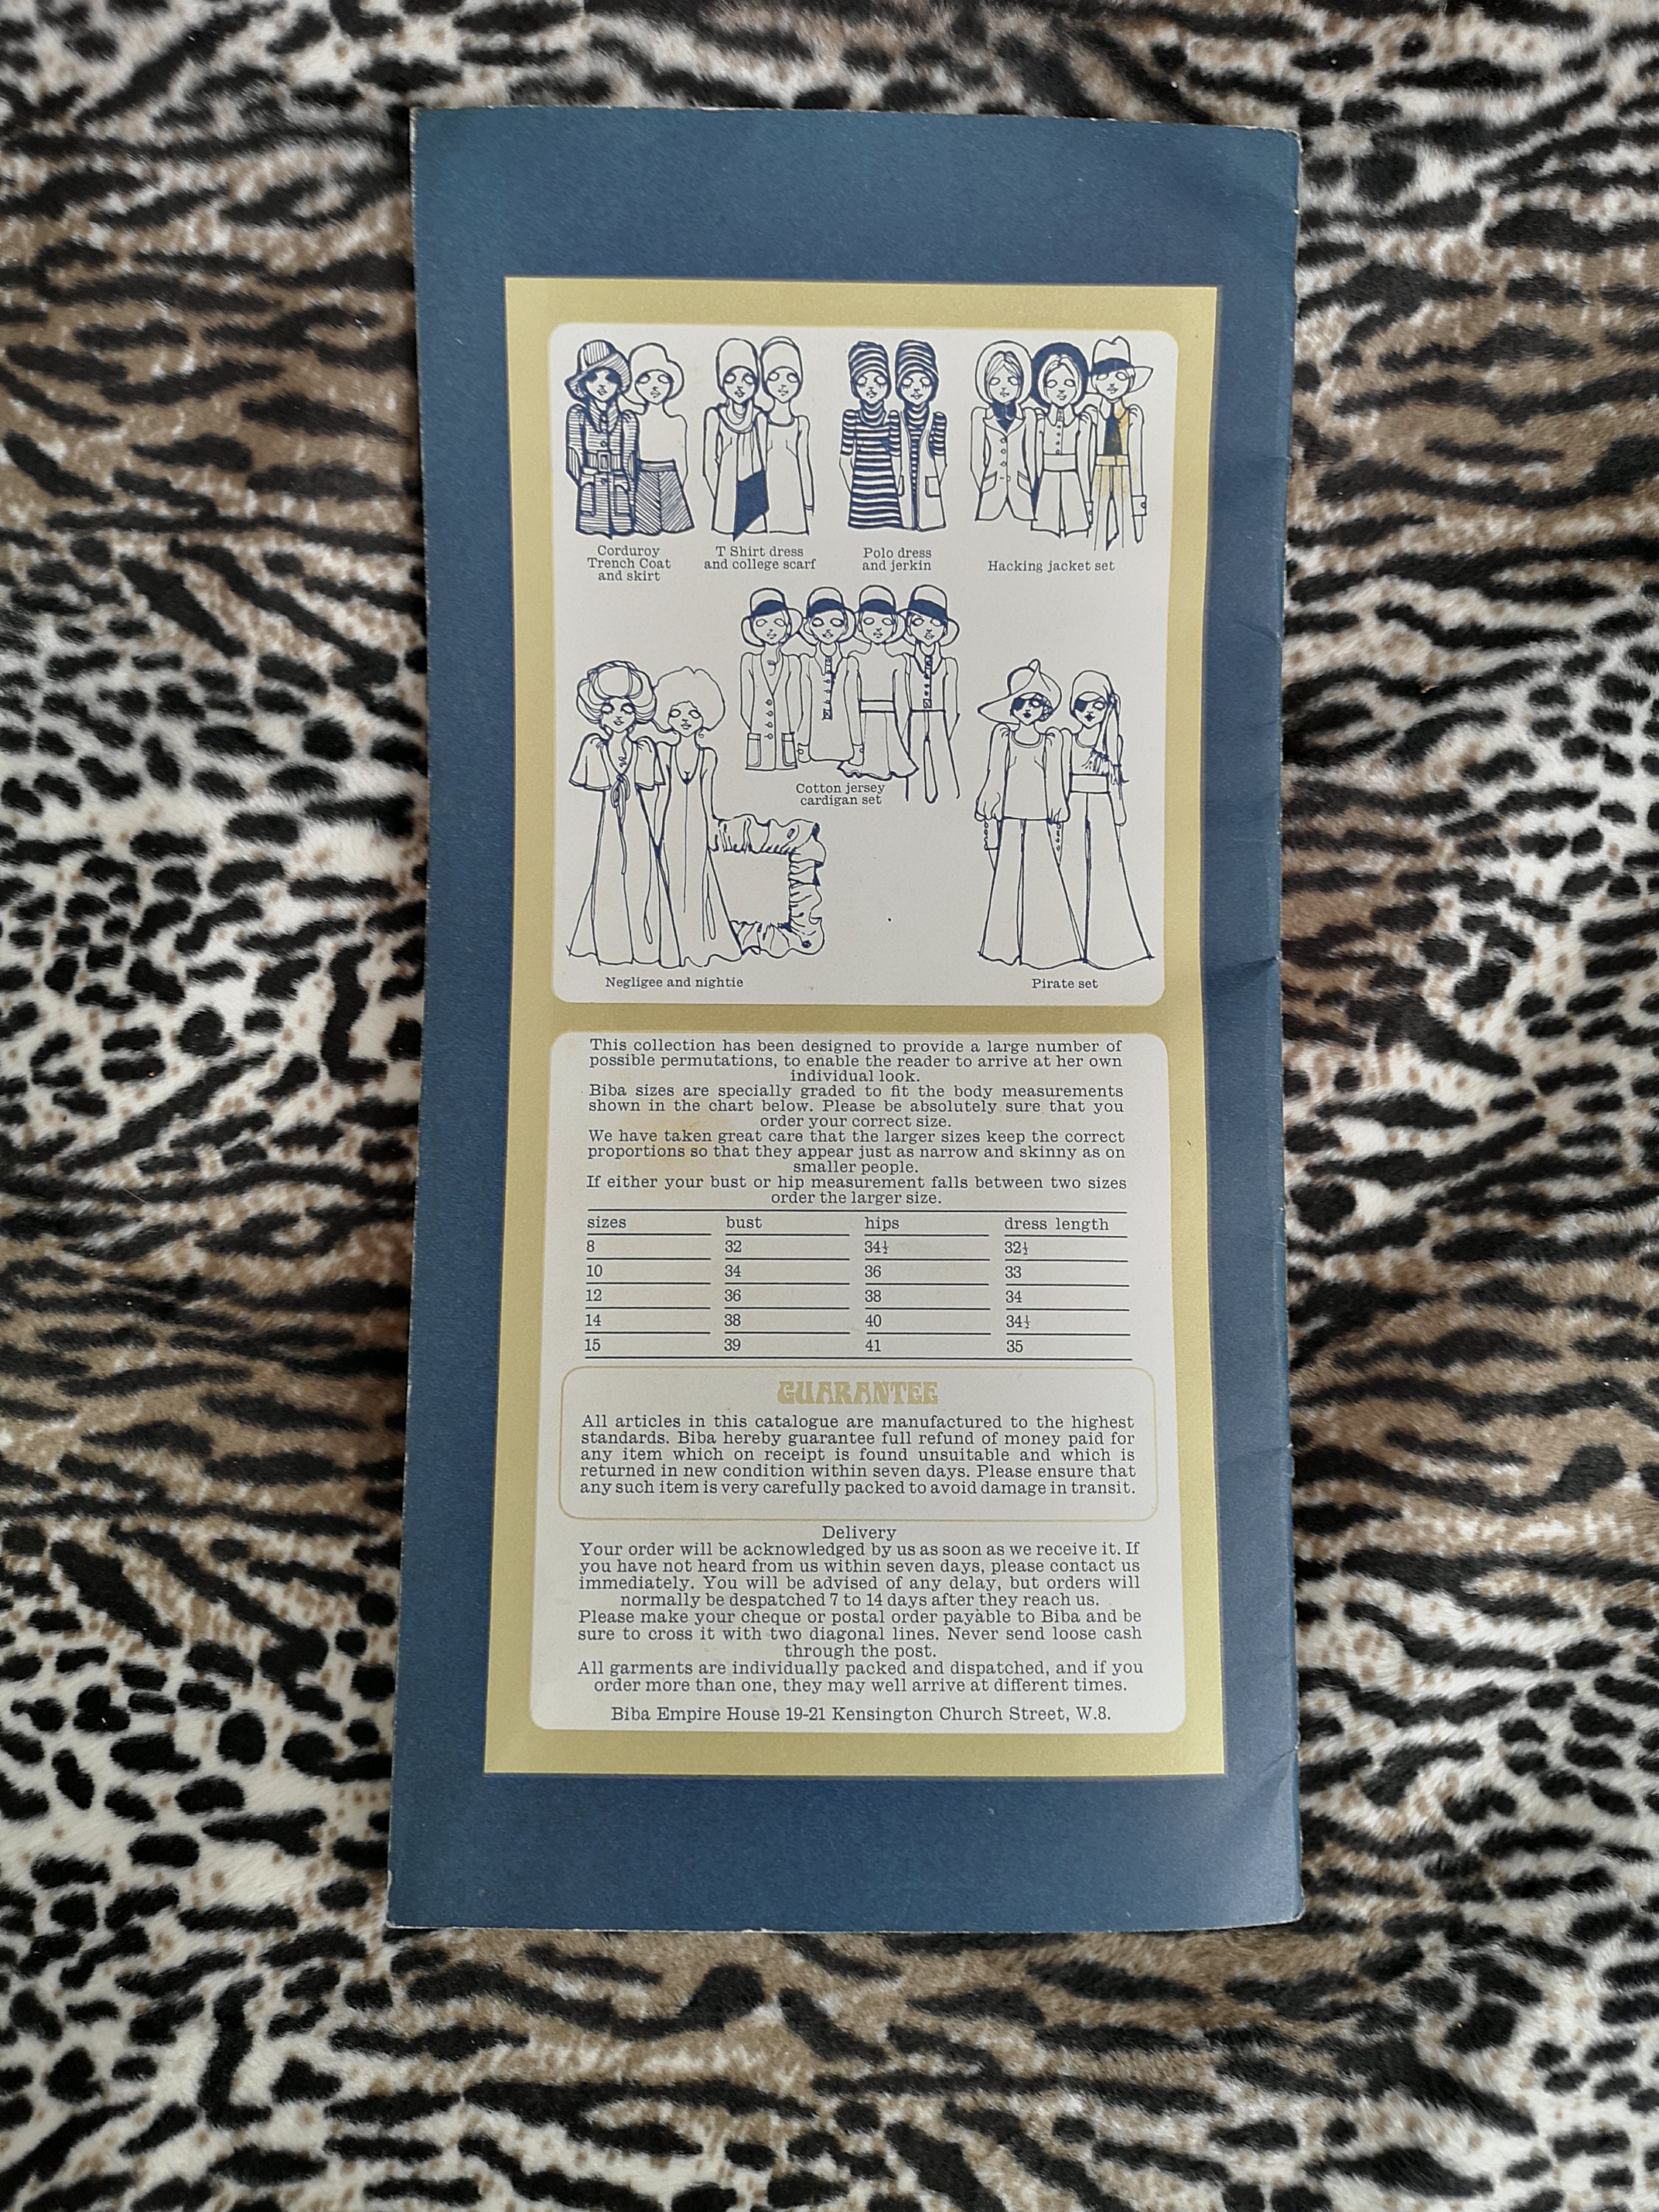 Corduroy
Trench Coat
and skirt
T Shirt dress
and college scarf
Polo dress
and jerkin
Hacking jacket set
Cotton jersey
cardigan set
Negligee and nightie
Pirate set
This collection has been designed to provide a large number of
possible permutations, to enable the reader to arrive at her own
individual look.
Biba sizes are specially graded to fit the body measurements
shown in the chart below. Please be absolutely sure that you
order your correct size.
We have taken great care that the larger sizes keep the correct
proportions so that they appear just as narrow and skinny as on
smaller people.
If either your bust or hip measurement falls between two sizes
order the larger size.
sizes bust hips dress length
8 32 34½ 32½
10 34 36 33
12 36 38 34
14 38 40 34½
15 39 41 35
GUARANTEE
All articles in this catalogue are manufactured to the highest
standards. Biba hereby guarantee full refund of money paid for
any item which on receipt is found unsuitable and which is
returned in new condition within seven days. Please ensure that
any such item is very carefully packed to avoid damage in transit.
Delivery
Your order will be acknowledged by us as soon as we receive it. If
you have not heard from us within seven days, please contact us
immediately. You will be advised of any delay, but orders will
normally be despatched 7 to 14 days after they reach us.
Please make your cheque or postal order payable to Biba and be
sure to cross it with two diagonal lines. Never send loose cash
through the post.
All garments are individually packed and dispatched, and if you
order more than one, they may well arrive at different times.
Biba Empire House 19-21 Kensington Church Street, W.8.